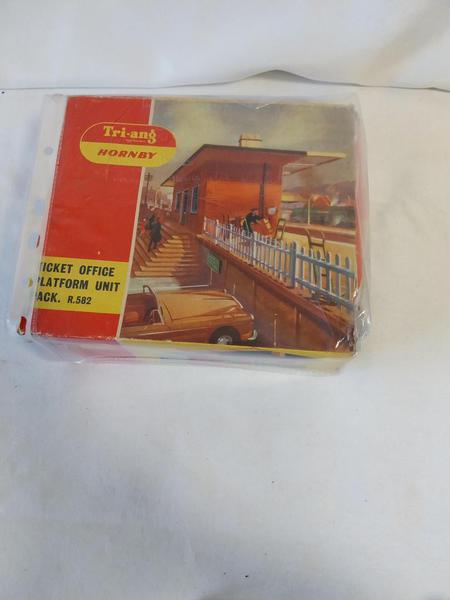 Tri-ang
HORNBY
TICKET OFFICE
PLATFORM UNIT
PACK. R.582